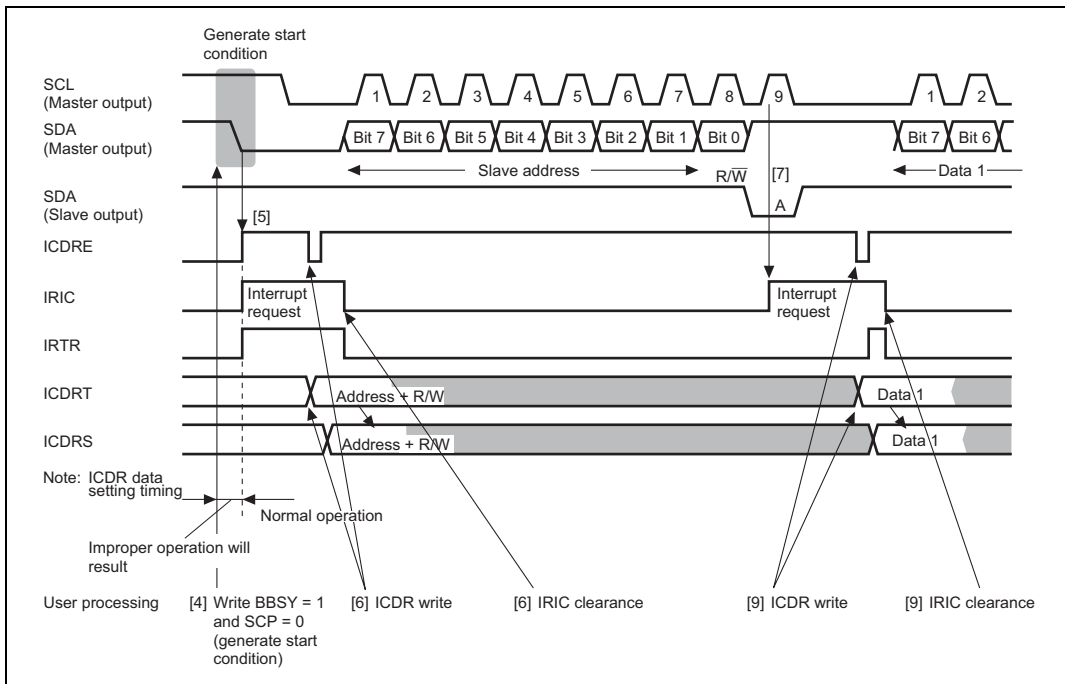 Generate start
condition
SCL
(Master output)
1 2 3 4 5 6 7 8 9 1 2
SDA
(Master output)
Bit 7 Bit 6 Bit 5 Bit 4 Bit 3 Bit 2 Bit 1 Bit 0 Bit 7 Bit 6
Slave address R/W̅ [7] Data 1
SDA
(Slave output)
A
[5]
ICDRE
IRIC
Interrupt
request
Interrupt
request
IRTR
ICDRT
Address + R/W Data 1
ICDRS
Address + R/W Data 1
Note: ICDR data
setting timing
Normal operation
Improper operation will
result
User processing [4] Write BBSY = 1
and SCP = 0
(generate start
condition)
[6] ICDR write [6] IRIC clearance [9] ICDR write [9] IRIC clearance